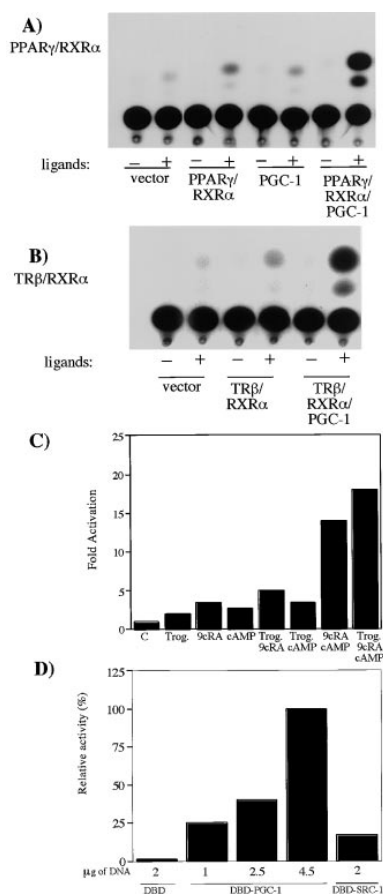 A)
PPARγ/RXRα
ligands: − + − + − + − +
vector PPARγ/ PGC-1 PPARγ/
RXRα RXRα/
PGC-1
B)
TRβ/RXRα
ligands: − + − + − +
vector TRβ/ TRβ/
RXRα RXRα/
PGC-1
C)
Fold Activation
25
20
15
10
5
0
C Trog. 9cRA cAMP Trog. Trog. 9cRA Trog.
9cRA cAMP cAMP 9cRA
cAMP
D)
Relative activity (%)
125
100
75
50
25
0
μg of DNA 2 1 2.5 4.5 2
DBD DBD-PGC-1 DBD-SRC-1